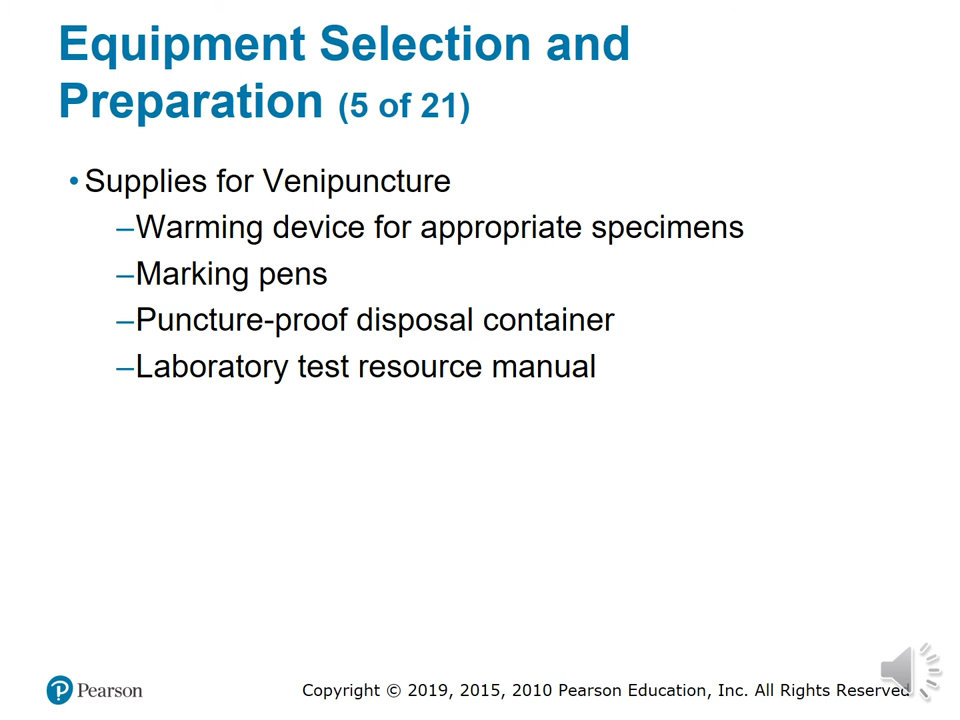 Equipment Selection and
Preparation (5 of 21)
• Supplies for Venipuncture
–Warming device for appropriate specimens
–Marking pens
–Puncture-proof disposal container
–Laboratory test resource manual
Pearson
Copyright © 2019, 2015, 2010 Pearson Education, Inc. All Rights Reserved